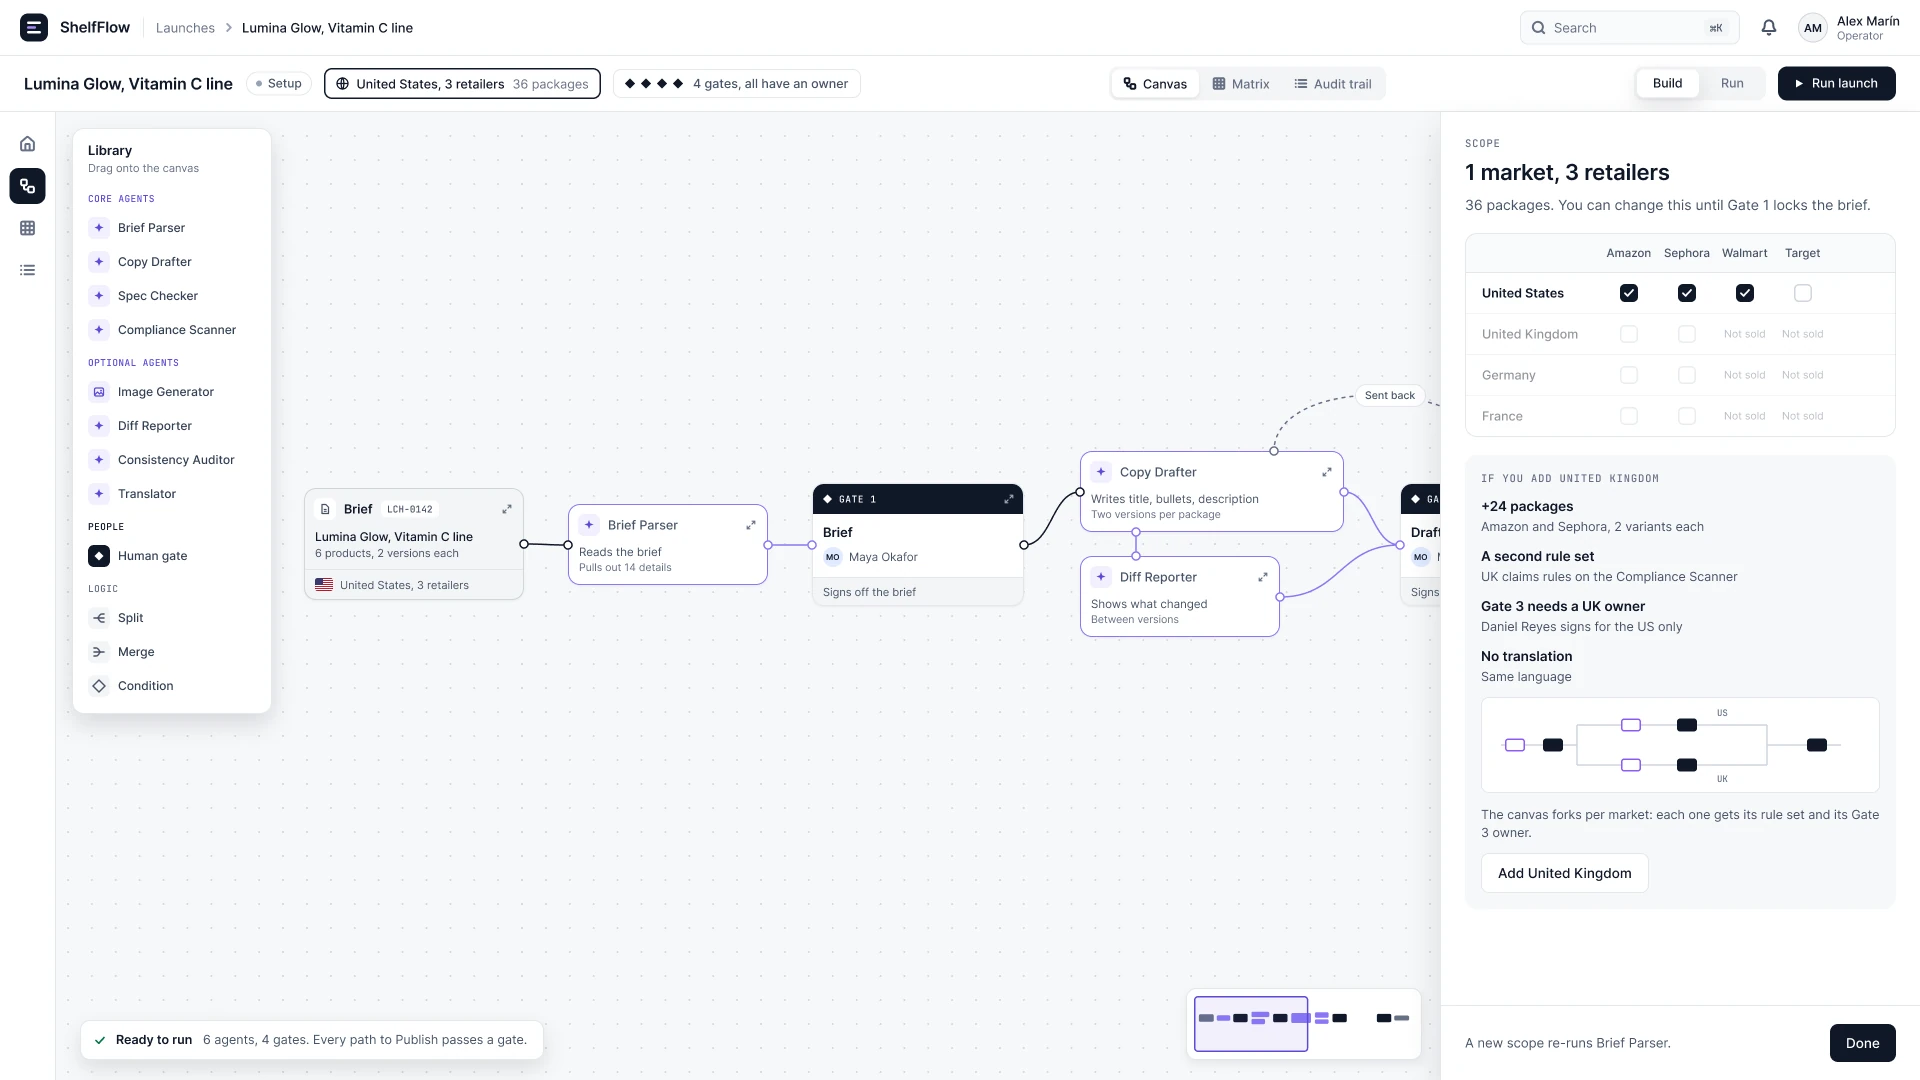 ShelfFlow
Launches
Lumina Glow, Vitamin C line
Search
⌘K
AM
Alex Marín
Operator
Lumina Glow, Vitamin C line
Setup
United States, 3 retailers 36 packages
4 gates, all have an owner
Canvas
Matrix
Audit trail
Build
Run
Run launch
Library
Drag onto the canvas
CORE AGENTS
Brief Parser
Copy Drafter
Spec Checker
Compliance Scanner
OPTIONAL AGENTS
Image Generator
Diff Reporter
Consistency Auditor
Translator
PEOPLE
Human gate
LOGIC
Split
Merge
Condition
Brief LCH-0142
Lumina Glow, Vitamin C line
6 products, 2 versions each
United States, 3 retailers
Brief Parser
Reads the brief
Pulls out 14 details
GATE 1
Brief
MO Maya Okafor
Signs off the brief
Sent back
Copy Drafter
Writes title, bullets, description
Two versions per package
Diff Reporter
Shows what changed
Between versions
GA
Draft
MO
Signs
Ready to run 6 agents, 4 gates. Every path to Publish passes a gate.
SCOPE
1 market, 3 retailers
36 packages. You can change this until Gate 1 locks the brief.
Amazon Sephora Walmart Target
United States
United Kingdom Not sold Not sold
Germany Not sold Not sold
France Not sold Not sold
IF YOU ADD UNITED KINGDOM
+24 packages
Amazon and Sephora, 2 variants each
A second rule set
UK claims rules on the Compliance Scanner
Gate 3 needs a UK owner
Daniel Reyes signs for the US only
No translation
Same language
US
UK
The canvas forks per market: each one gets its rule set and its Gate
3 owner.
Add United Kingdom
A new scope re-runs Brief Parser.
Done